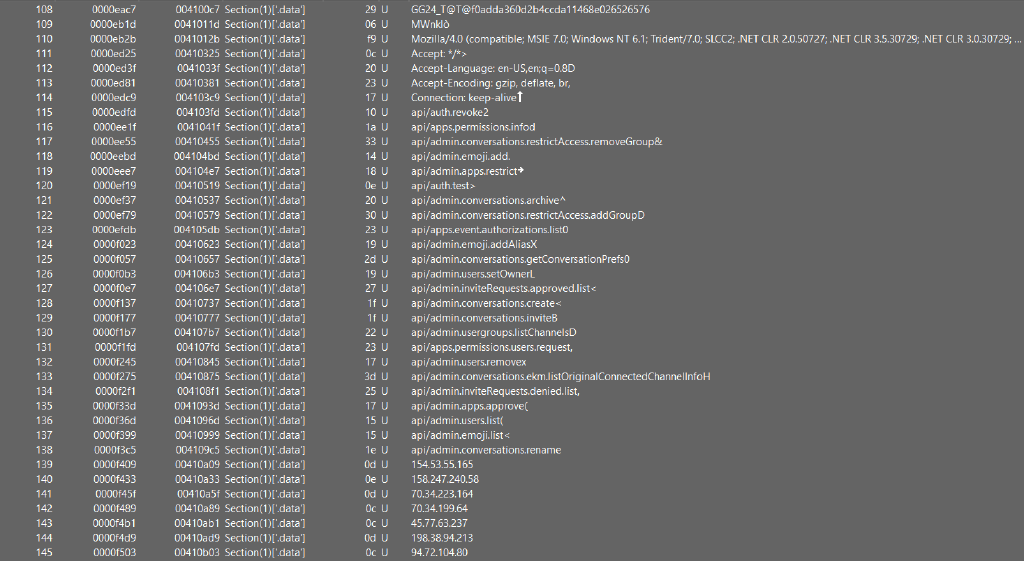 108 0000eac7 004100c7 Section(1)['.data'] 29 U GG24_T@T@f0adda360d2b4ccda11468e026526576
109 0000eb1d 0041011d Section(1)['.data'] 06 U MWnklò
110 0000eb2b 0041012b Section(1)['.data'] f9 U Mozilla/4.0 (compatible; MSIE 7.0; Windows NT 6.1; Trident/7.0; SLCC2; .NET CLR 2.0.50727; .NET CLR 3.5.30729; .NET CLR 3.0.30729; ...
111 0000ed25 00410325 Section(1)['.data'] 0c U Accept: */*>
112 0000ed3f 0041033f Section(1)['.data'] 20 U Accept-Language: en-US,en;q=0.8D
113 0000ed81 00410381 Section(1)['.data'] 23 U Accept-Encoding: gzip, deflate, br,
114 0000edc9 004103c9 Section(1)['.data'] 17 U Connection: keep-alive↑
115 0000edfd 004103fd Section(1)['.data'] 10 U api/auth.revoke2
116 0000ee1f 0041041f Section(1)['.data'] 1a U api/apps.permissions.infod
117 0000ee55 00410455 Section(1)['.data'] 33 U api/admin.conversations.restrictAccess.removeGroup&
118 0000eebd 004104bd Section(1)['.data'] 14 U api/admin.emoji.add.
119 0000eee7 004104e7 Section(1)['.data'] 18 U api/admin.apps.restrict→
120 0000ef19 00410519 Section(1)['.data'] 0e U api/auth.test>
121 0000ef37 00410537 Section(1)['.data'] 20 U api/admin.conversations.archive^
122 0000ef79 00410579 Section(1)['.data'] 30 U api/admin.conversations.restrictAccess.addGroupD
123 0000efdb 004105db Section(1)['.data'] 23 U api/apps.event.authorizations.list0
124 0000f023 00410623 Section(1)['.data'] 19 U api/admin.emoji.addAliasX
125 0000f057 00410657 Section(1)['.data'] 2d U api/admin.conversations.getConversationPrefs0
126 0000f0b3 004106b3 Section(1)['.data'] 19 U api/admin.users.setOwnerL
127 0000f0e7 004106e7 Section(1)['.data'] 27 U api/admin.inviteRequests.approved.list<
128 0000f137 00410737 Section(1)['.data'] 1f U api/admin.conversations.create<
129 0000f177 00410777 Section(1)['.data'] 1f U api/admin.conversations.inviteB
130 0000f1b7 004107b7 Section(1)['.data'] 22 U api/admin.usergroups.listChannelsD
131 0000f1fd 004107fd Section(1)['.data'] 23 U api/apps.permissions.users.request,
132 0000f245 00410845 Section(1)['.data'] 17 U api/admin.users.removex
133 0000f275 00410875 Section(1)['.data'] 3d U api/admin.conversations.ekm.listOriginalConnectedChannelInfoH
134 0000f2f1 004108f1 Section(1)['.data'] 25 U api/admin.inviteRequests.denied.list,
135 0000f33d 0041093d Section(1)['.data'] 17 U api/admin.apps.approve(
136 0000f36d 0041096d Section(1)['.data'] 15 U api/admin.users.list(
137 0000f399 00410999 Section(1)['.data'] 15 U api/admin.emoji.list<
138 0000f3c5 004109c5 Section(1)['.data'] 1e U api/admin.conversations.rename
139 0000f409 00410a09 Section(1)['.data'] 0d U 154.53.55.165
140 0000f433 00410a33 Section(1)['.data'] 0e U 158.247.240.58
141 0000f45f 00410a5f Section(1)['.data'] 0d U 70.34.223.164
142 0000f489 00410a89 Section(1)['.data'] 0c U 70.34.199.64
143 0000f4b1 00410ab1 Section(1)['.data'] 0c U 45.77.63.237
144 0000f4d9 00410ad9 Section(1)['.data'] 0d U 198.38.94.213
145 0000f503 00410b03 Section(1)['.data'] 0c U 94.72.104.80